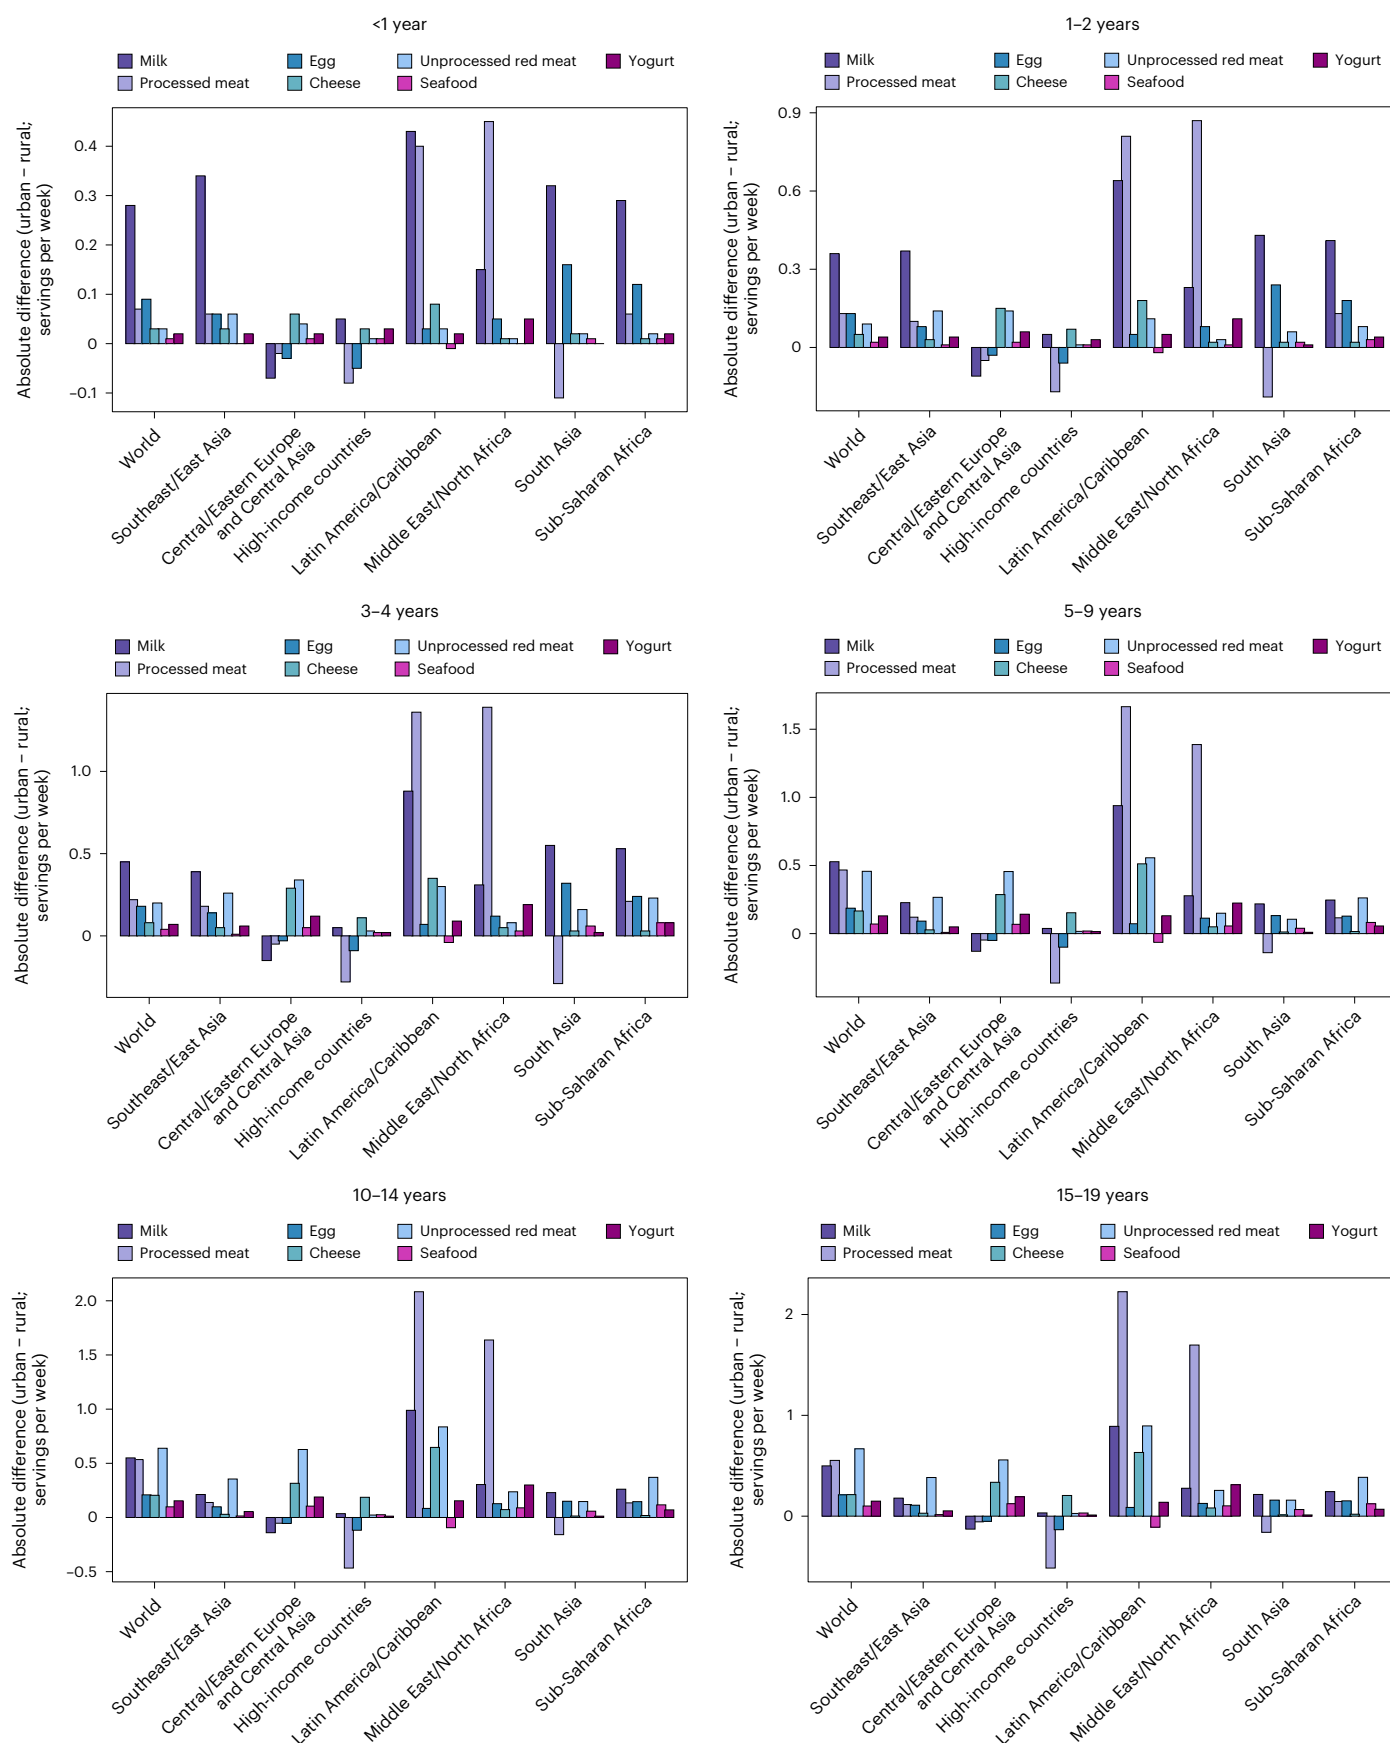 <1 year
Milk
Egg
Unprocessed red meat
Yogurt
Processed meat
Cheese
Seafood
Absolute difference (urban – rural;
servings per week)
0.4
0.3
0.2
0.1
0
–0.1
World
Southeast/East Asia
Central/Eastern Europe
and Central Asia
High-income countries
Latin America/Caribbean
Middle East/North Africa
South Asia
Sub-Saharan Africa
1–2 years
Milk
Egg
Unprocessed red meat
Yogurt
Processed meat
Cheese
Seafood
Absolute difference (urban – rural;
servings per week)
0.9
0.6
0.3
0
World
Southeast/East Asia
Central/Eastern Europe
and Central Asia
High-income countries
Latin America/Caribbean
Middle East/North Africa
South Asia
Sub-Saharan Africa
3–4 years
Milk
Egg
Unprocessed red meat
Yogurt
Processed meat
Cheese
Seafood
Absolute difference (urban – rural;
servings per week)
1.0
0.5
0
World
Southeast/East Asia
Central/Eastern Europe
and Central Asia
High-income countries
Latin America/Caribbean
Middle East/North Africa
South Asia
Sub-Saharan Africa
5–9 years
Milk
Egg
Unprocessed red meat
Yogurt
Processed meat
Cheese
Seafood
Absolute difference (urban – rural;
servings per week)
1.5
1.0
0.5
0
World
Southeast/East Asia
Central/Eastern Europe
and Central Asia
High-income countries
Latin America/Caribbean
Middle East/North Africa
South Asia
Sub-Saharan Africa
10–14 years
Milk
Egg
Unprocessed red meat
Yogurt
Processed meat
Cheese
Seafood
Absolute difference (urban – rural;
servings per week)
2.0
1.5
1.0
0.5
0
–0.5
World
Southeast/East Asia
Central/Eastern Europe
and Central Asia
High-income countries
Latin America/Caribbean
Middle East/North Africa
South Asia
Sub-Saharan Africa
15–19 years
Milk
Egg
Unprocessed red meat
Yogurt
Processed meat
Cheese
Seafood
Absolute difference (urban – rural;
servings per week)
2
1
0
World
Southeast/East Asia
Central/Eastern Europe
and Central Asia
High-income countries
Latin America/Caribbean
Middle East/North Africa
South Asia
Sub-Saharan Africa